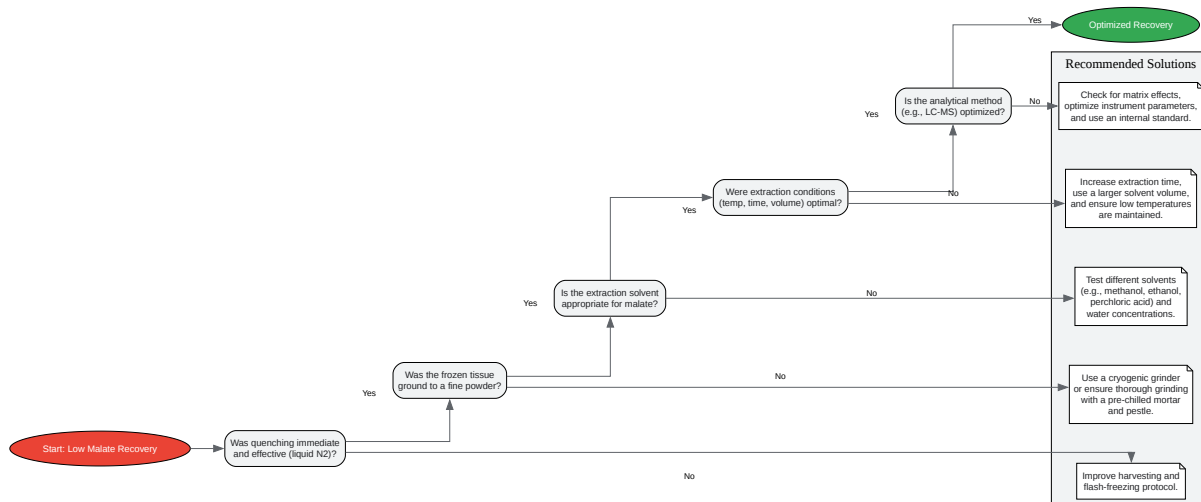 Yes
Optimized Recovery
Recommended Solutions
Is the analytical method
(e.g., LC-MS) optimized?
Yes
No
Check for matrix effects,
optimize instrument parameters,
and use an internal standard.
Were extraction conditions
(temp, time, volume) optimal?
Yes
No
Increase extraction time,
use a larger solvent volume,
and ensure low temperatures
are maintained.
Is the extraction solvent
appropriate for malate?
Yes
No
Test different solvents
(e.g., methanol, ethanol,
perchloric acid) and
water concentrations.
Was the frozen tissue
ground to a fine powder?
Yes
No
Use a cryogenic grinder
or ensure thorough grinding
with a pre-chilled mortar
and pestle.
Start: Low Malate Recovery
Was quenching immediate
and effective (liquid N2)?
No
Improve harvesting and
flash-freezing protocol.